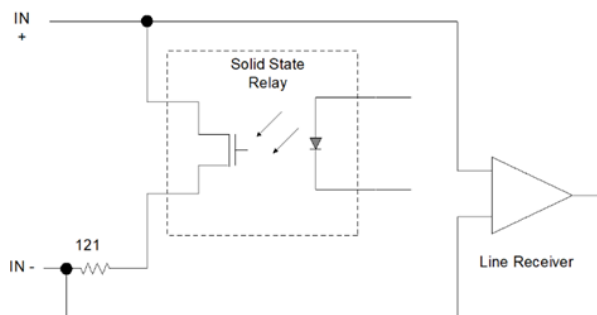 IN
+
Solid State
Relay
121
IN -
Line Receiver